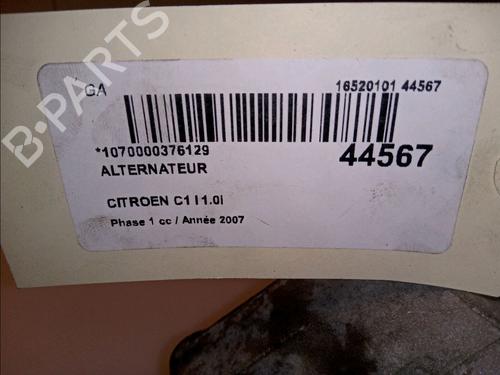 GA
16520101 44567
*1070000376129
44567
ALTERNATEUR
CITROEN C1 I 1.0i
Phase 1 cc / Année 2007
B-PARTS